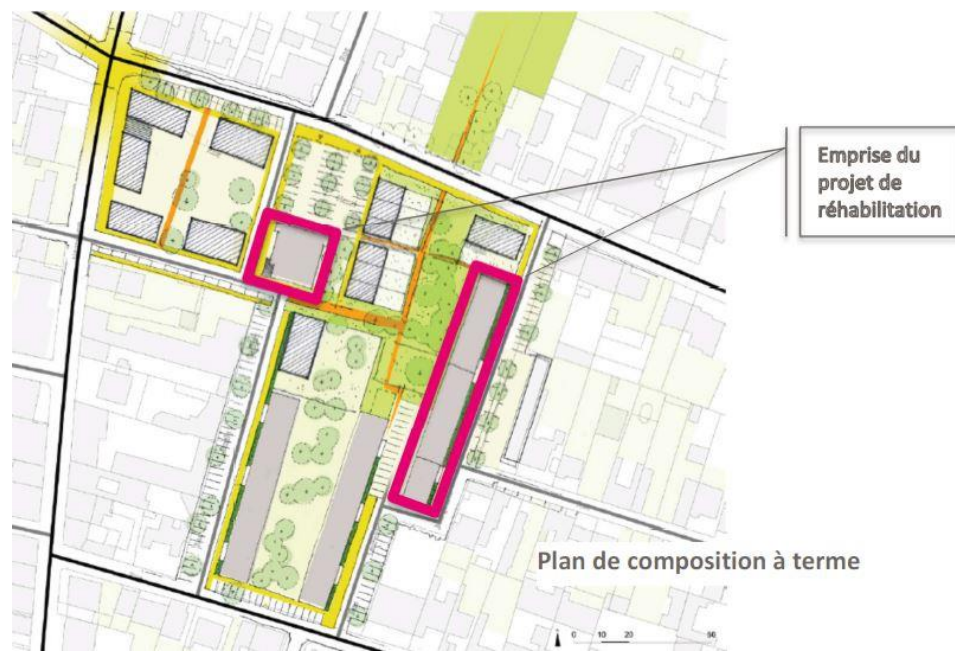 Emprise du
projet de
réhabilitation
Plan de composition à terme
0 10 20 50